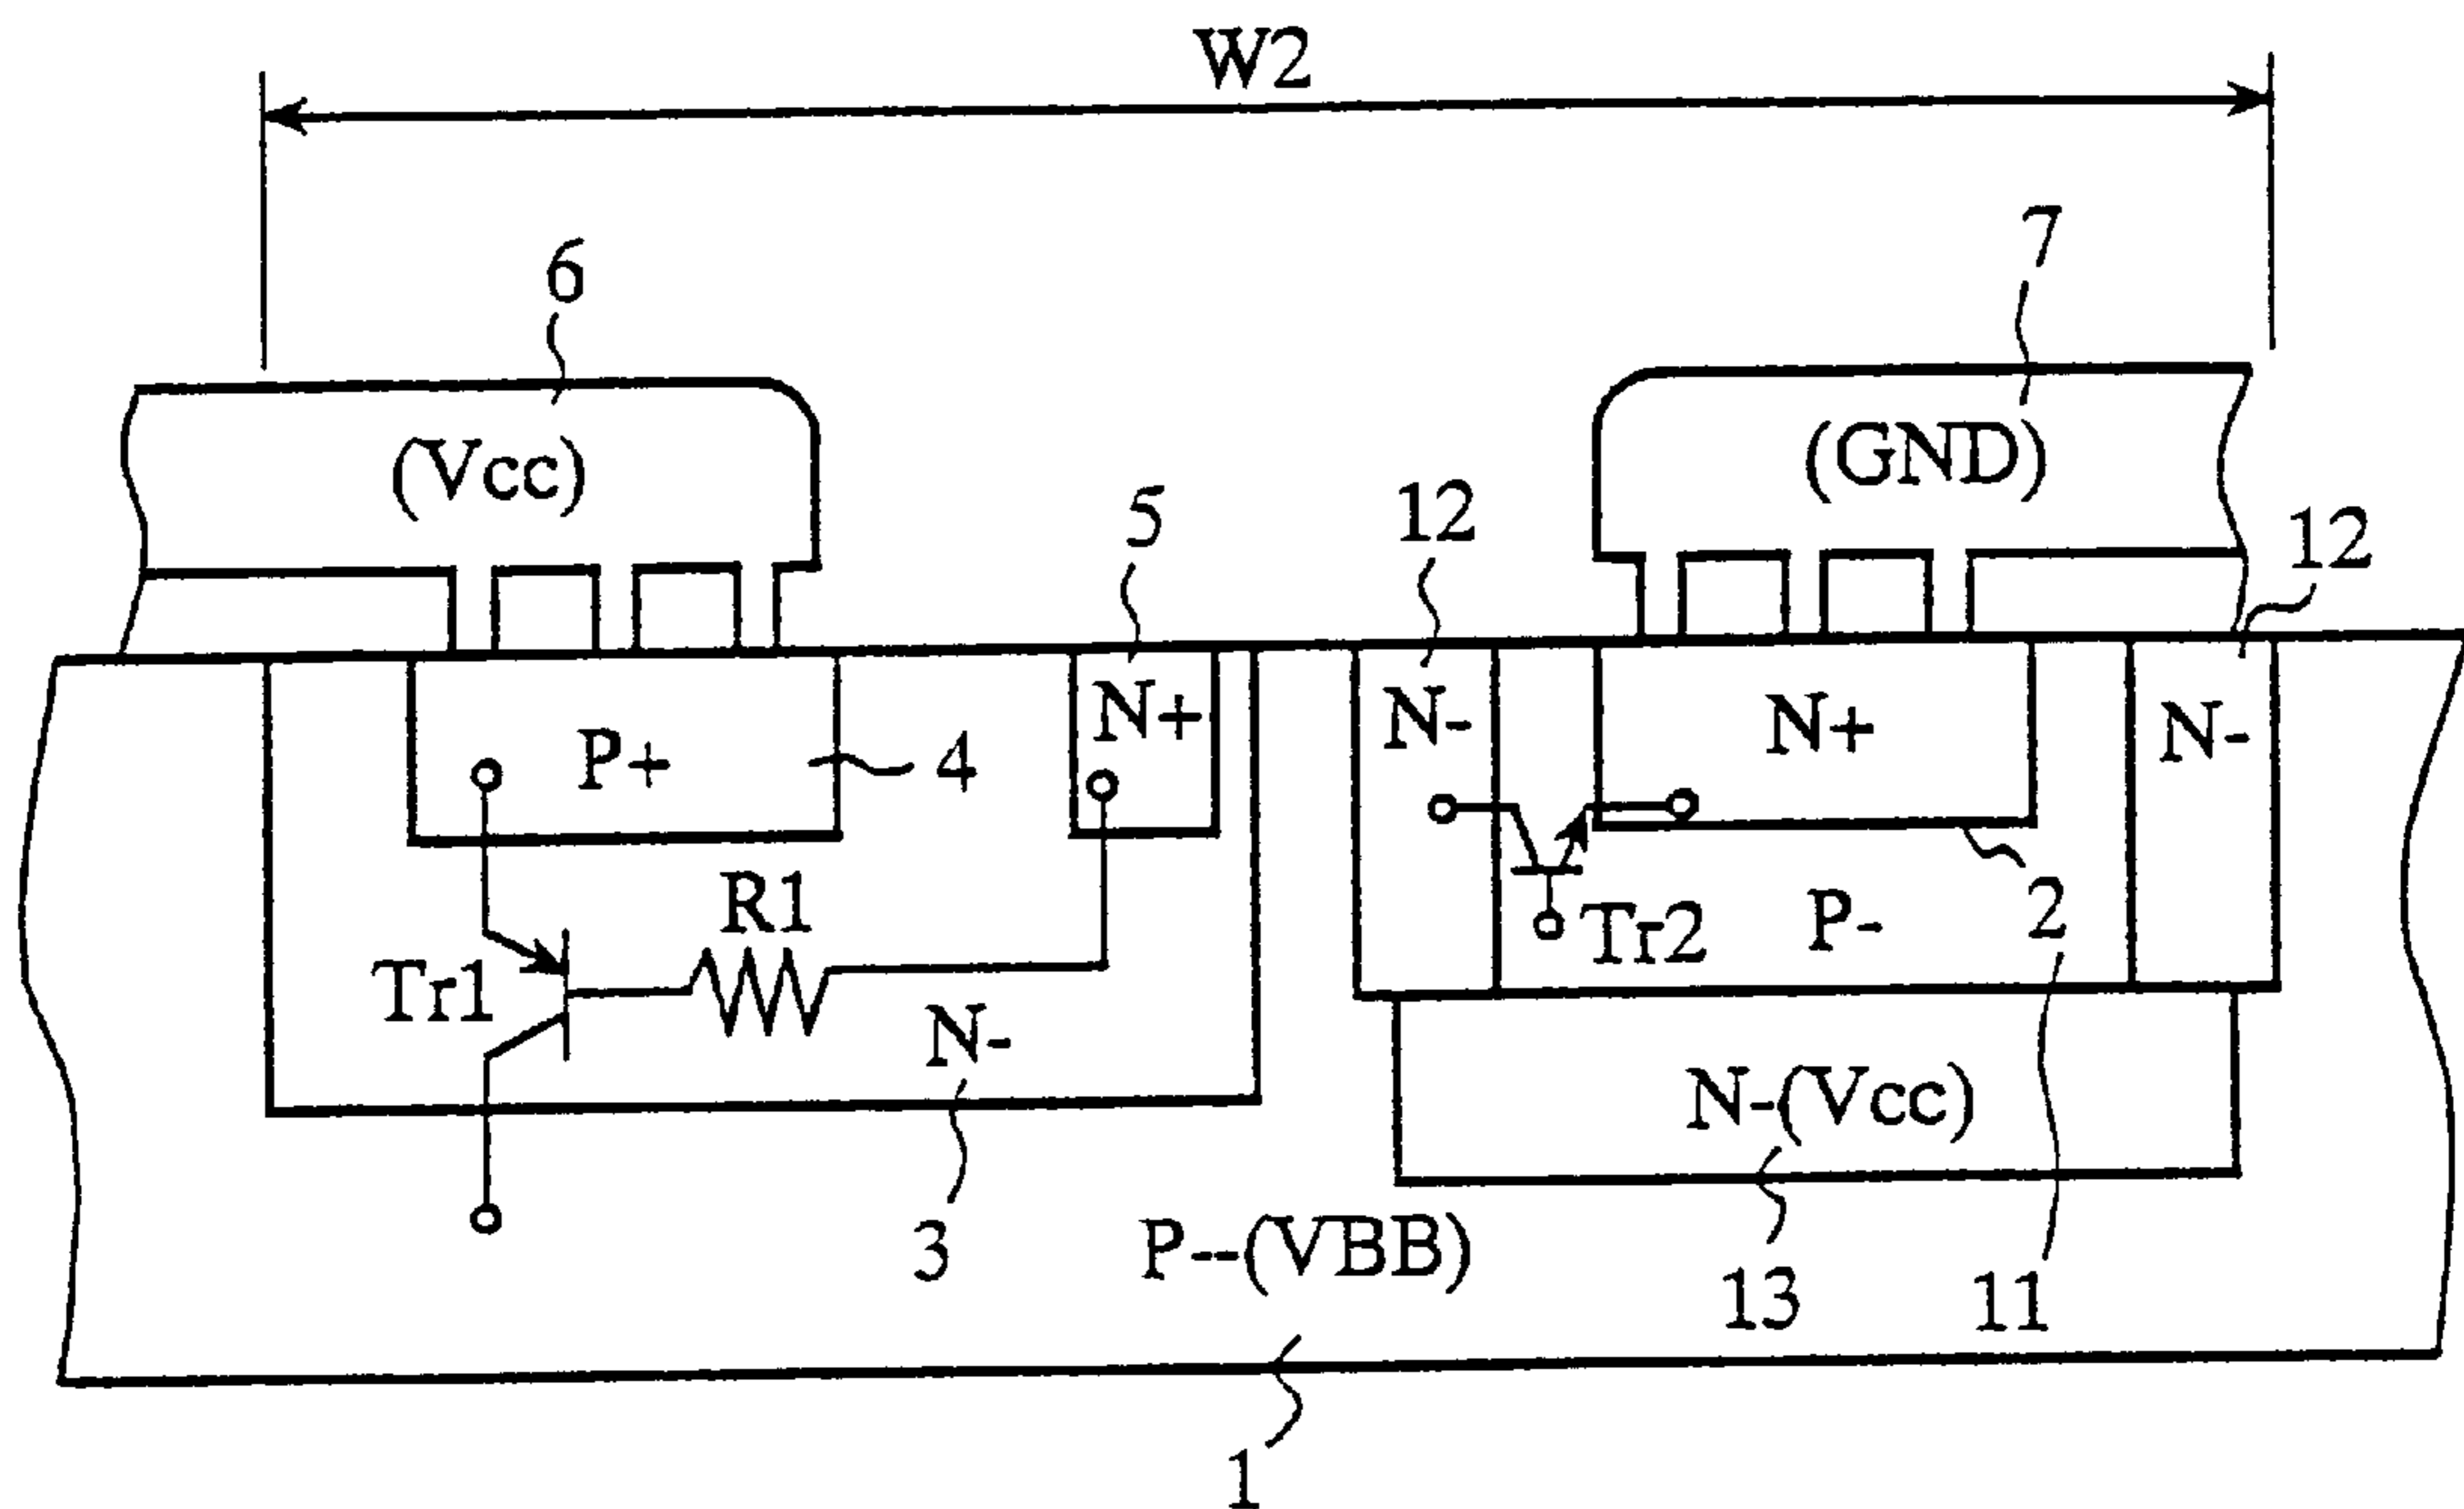 W2
6
7
(Vcc)
(GND)
5
12
12
P+
4
N+
N-
N+
N-
R1
Tr1
N-
Tr2
P-
2
N-(Vcc)
3
P--(VBB)
13
11
1